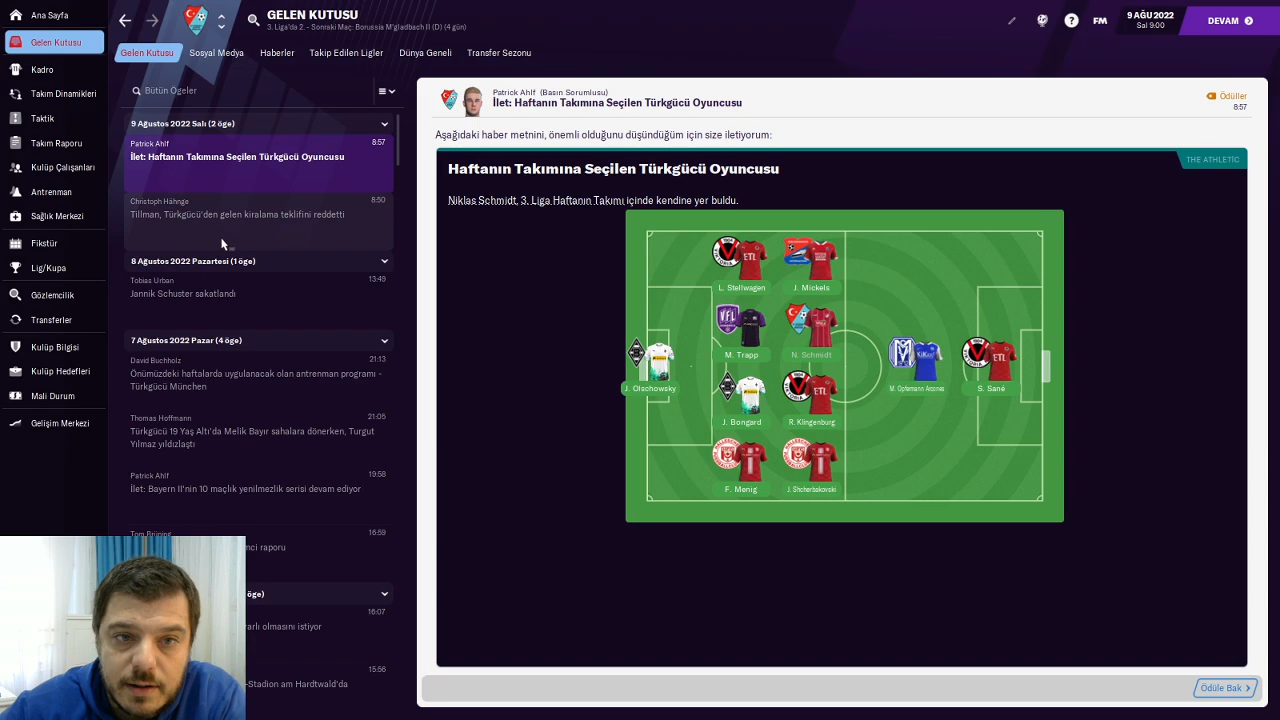 GELEN KUTUSU
3. Liga'da 2. - Sonraki Maç: Borussia M'gladbach II (D) (4 gün)
FM
9 AĞU 2022
Sal 9:00
DEVAM
Ana Sayfa
Gelen Kutusu
Kadro
Takım Dinamikleri
Taktik
Takım Raporu
Kulüp Çalışanları
Antrenman
Sağlık Merkezi
Fikstür
Lig/Kupa
Gözlemcilik
Transferler
Kulüp Bilgisi
Kulüp Hedefleri
Mali Durum
Gelişim Merkezi
Gelen Kutusu
Sosyal Medya
Haberler
Takip Edilen Ligler
Dünya Geneli
Transfer Sezonu
Bütün Ögeler
9 Ağustos 2022 Salı (2 öge)
Patrick Ahlf 8:57
İlet: Haftanın Takımına Seçilen Türkgücü Oyuncusu
Christoph Hähnge 8:50
Tillman, Türkgücü'den gelen kiralama teklifini reddetti
8 Ağustos 2022 Pazartesi (1 öge)
Tobias Urban 13:49
Jannik Schuster sakatlandı
7 Ağustos 2022 Pazar (4 öge)
David Buchholz 21:13
Önümüzdeki haftalarda uygulanacak olan antrenman programı -
Türkgücü München
Thomas Hoffmann 21:05
Türkgücü 19 Yaş Altı'da Melik Bayır sahalara dönerken, Turgut
Yılmaz yıldızlaştı
Patrick Ahlf 19:58
İlet: Bayern II'nin 10 maçlık yenilmezlik serisi devam ediyor
Tom Brüning 16:59
raporu
öge)
16:07
olmasını istiyor
15:56
-Stadion am Hardtwald'da
Patrick Ahlf (Basın Sorumlusu)
İlet: Haftanın Takımına Seçilen Türkgücü Oyuncusu
Ödüller
8:57
Aşağıdaki haber metnini, önemli olduğunu düşündüğüm için size iletiyorum:
THE ATHLETIC
Haftanın Takımına Seçilen Türkgücü Oyuncusu
Niklas Schmidt, 3. Liga Haftanın Takımı içinde kendine yer buldu.
L. Stellwagen
J. Mickels
M. Trapp
N. Schmidt
J. Olschowsky
M. Opfermann Arcones
S. Sané
J. Bongard
R. Klingenburg
F. Menig
J. Shcherbakovski
Ödüle Bak